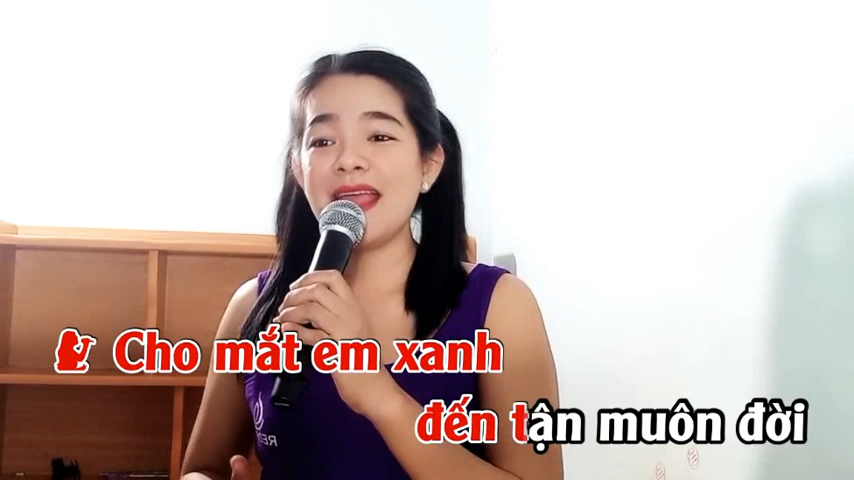 Cho mắt em xanh
đến tận muôn đời